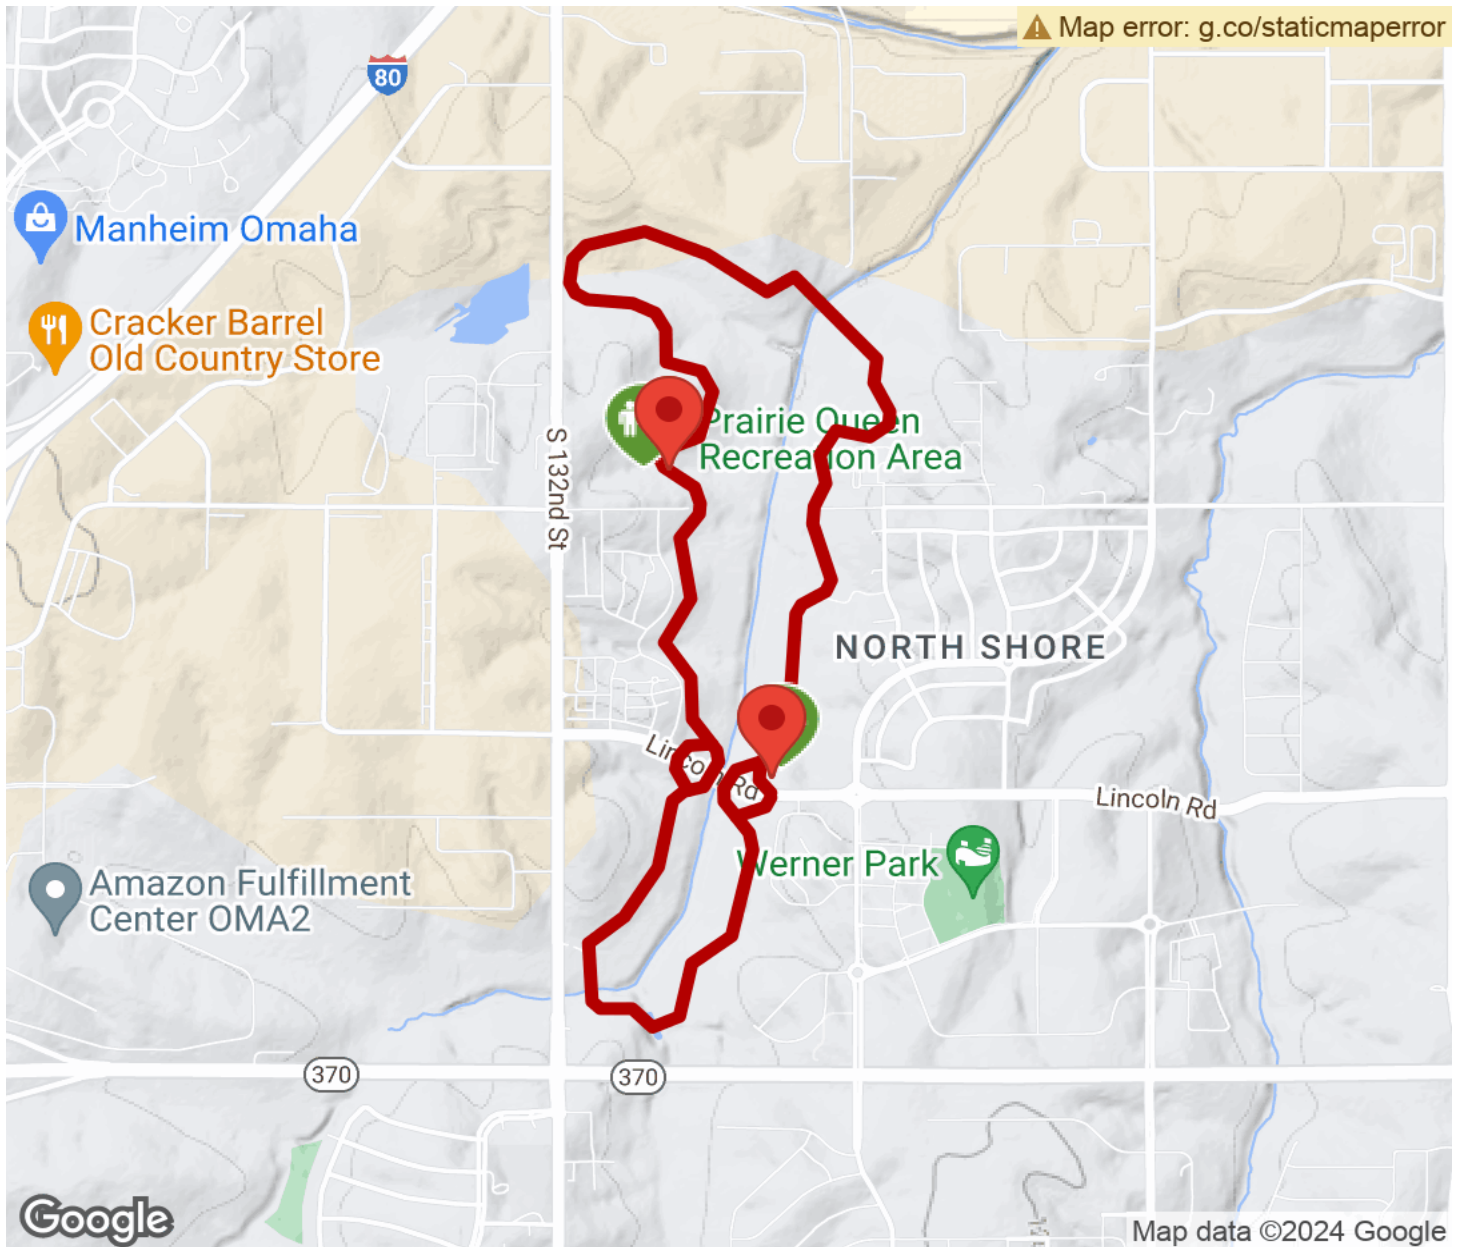 Map error: g.co/staticmaperror
80
Manheim Omaha
Cracker Barrel
Old Country Store
Prairie Queen
Recreation Area
S 132nd St
NORTH SHORE
Lincoln Rd
Lincoln Rd
Werner Park
Amazon Fulfillment
Center OMA2
370
370
Google
Map data ©2024 Google